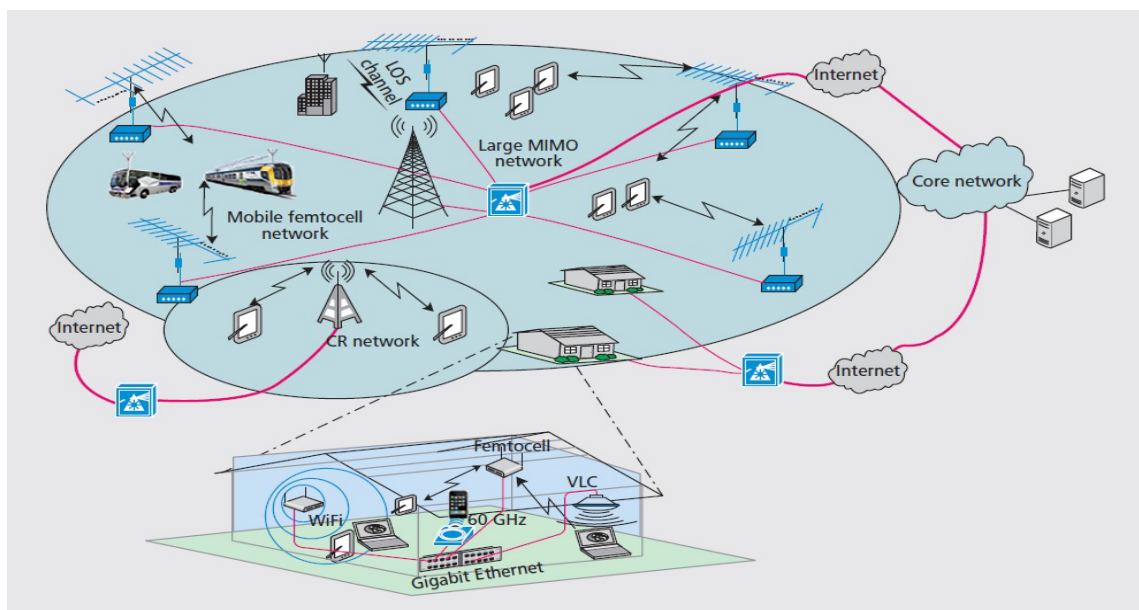 LOS
channel
Internet
Large MIMO
network
Core network
Mobile femtocell
network
Internet
CR network
Internet
Femtocell
VLC
WiFi
60 GHz
Gigabit Ethernet